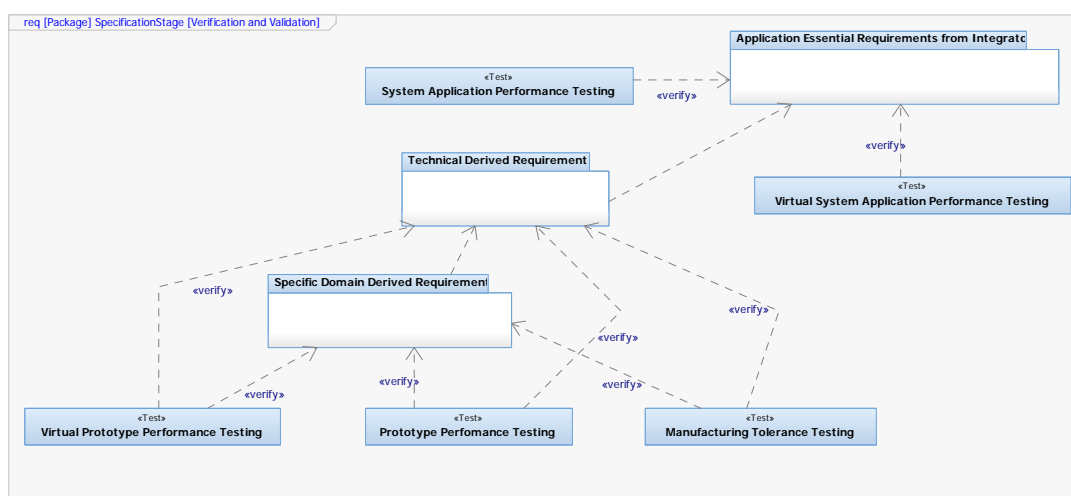 req [Package] SpecificationStage [Verification and Validation]
Application Essential Requirements from Integrato
«Test»
System Application Performance Testing
«verify»
«verify»
Technical Derived Requirement
«Test»
Virtual System Application Performance Testing
Specific Domain Derived Requirement
«verify»
«verify»
«verify»
«verify»
«verify»
«verify»
«Test»
Virtual Prototype Performance Testing
«Test»
Prototype Perfomance Testing
«Test»
Manufacturing Tolerance Testing